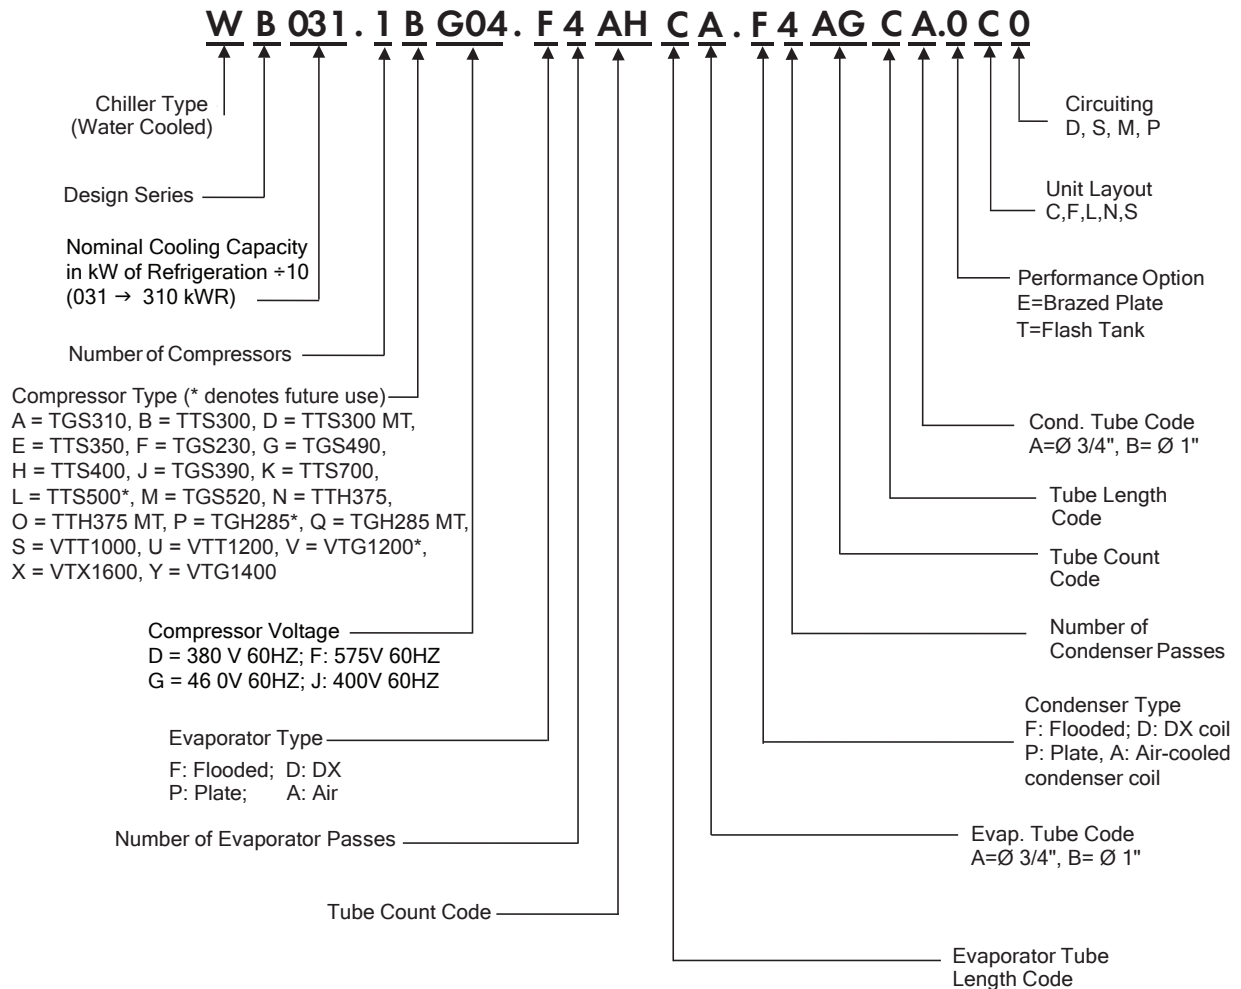 W B 031. 1 B G04. F 4 AH C A. F 4 AG C A.0 C 0
Chiller Type
(Water Cooled)
Design Series
Nominal Cooling Capacity
in kW of Refrigeration ÷10
(031 → 310 kWR)
Number of Compressors
Compressor Type (* denotes future use)
A = TGS310, B = TTS300, D = TTS300 MT,
E = TTS350, F = TGS230, G = TGS490,
H = TTS400, J = TGS390, K = TTS700,
L = TTS500*, M = TGS520, N = TTH375,
O = TTH375 MT, P = TGH285*, Q = TGH285 MT,
S = VTT1000, U = VTT1200, V = VTG1200*,
X = VTX1600, Y = VTG1400
Compressor Voltage
D = 380 V 60HZ; F: 575V 60HZ
G = 46 0V 60HZ; J: 400V 60HZ
Evaporator Type
F: Flooded; D: DX
P: Plate; A: Air
Number of Evaporator Passes
Tube Count Code
Circuiting
D, S, M, P
Unit Layout
C,F,L,N,S
Performance Option
E=Brazed Plate
T=Flash Tank
Cond. Tube Code
A=Ø 3/4", B= Ø 1"
Tube Length
Code
Tube Count
Code
Number of
Condenser Passes
Condenser Type
F: Flooded; D: DX coil
P: Plate, A: Air-cooled
condenser coil
Evap. Tube Code
A=Ø 3/4", B= Ø 1"
Evaporator Tube
Length Code